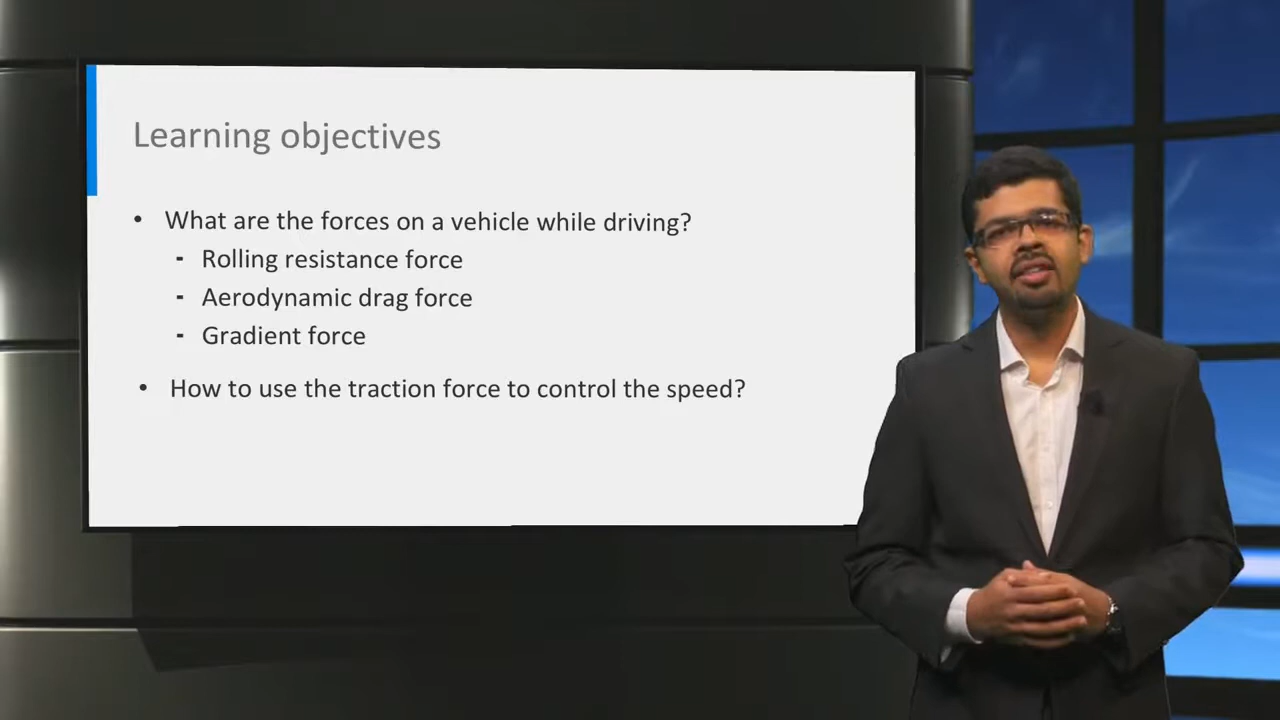 Learning objectives
• What are the forces on a vehicle while driving?
- Rolling resistance force
- Aerodynamic drag force
- Gradient force
• How to use the traction force to control the speed?